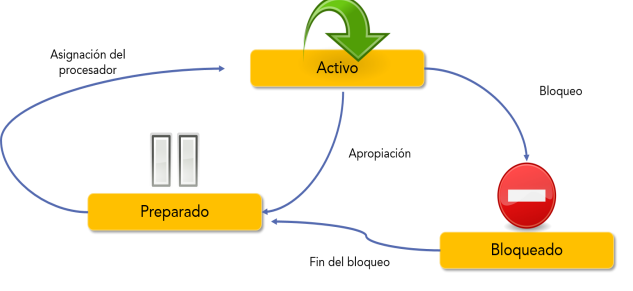 Asignación del
procesador
Activo
Bloqueo
Apropiación
Preparado
Bloqueado
Fin del bloqueo